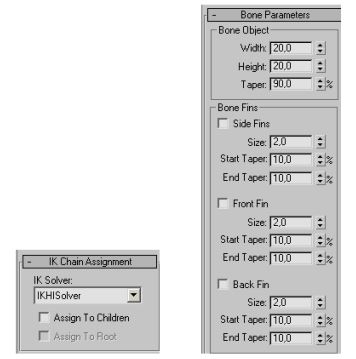 - IK Chain Assignment
IK Solver:
IKHISolver
Assign To Children
Assign To Root
- Bone Parameters
Bone Object
Width: 20,0
Height: 20,0
Taper: 90,0 %
Bone Fins
Side Fins
Size: 2,0
Start Taper: 10,0 %
End Taper: 10,0 %
Front Fin
Size: 2,0
Start Taper: 10,0 %
End Taper: 10,0 %
Back Fin
Size: 2,0
Start Taper: 10,0 %
End Taper: 10,0 %